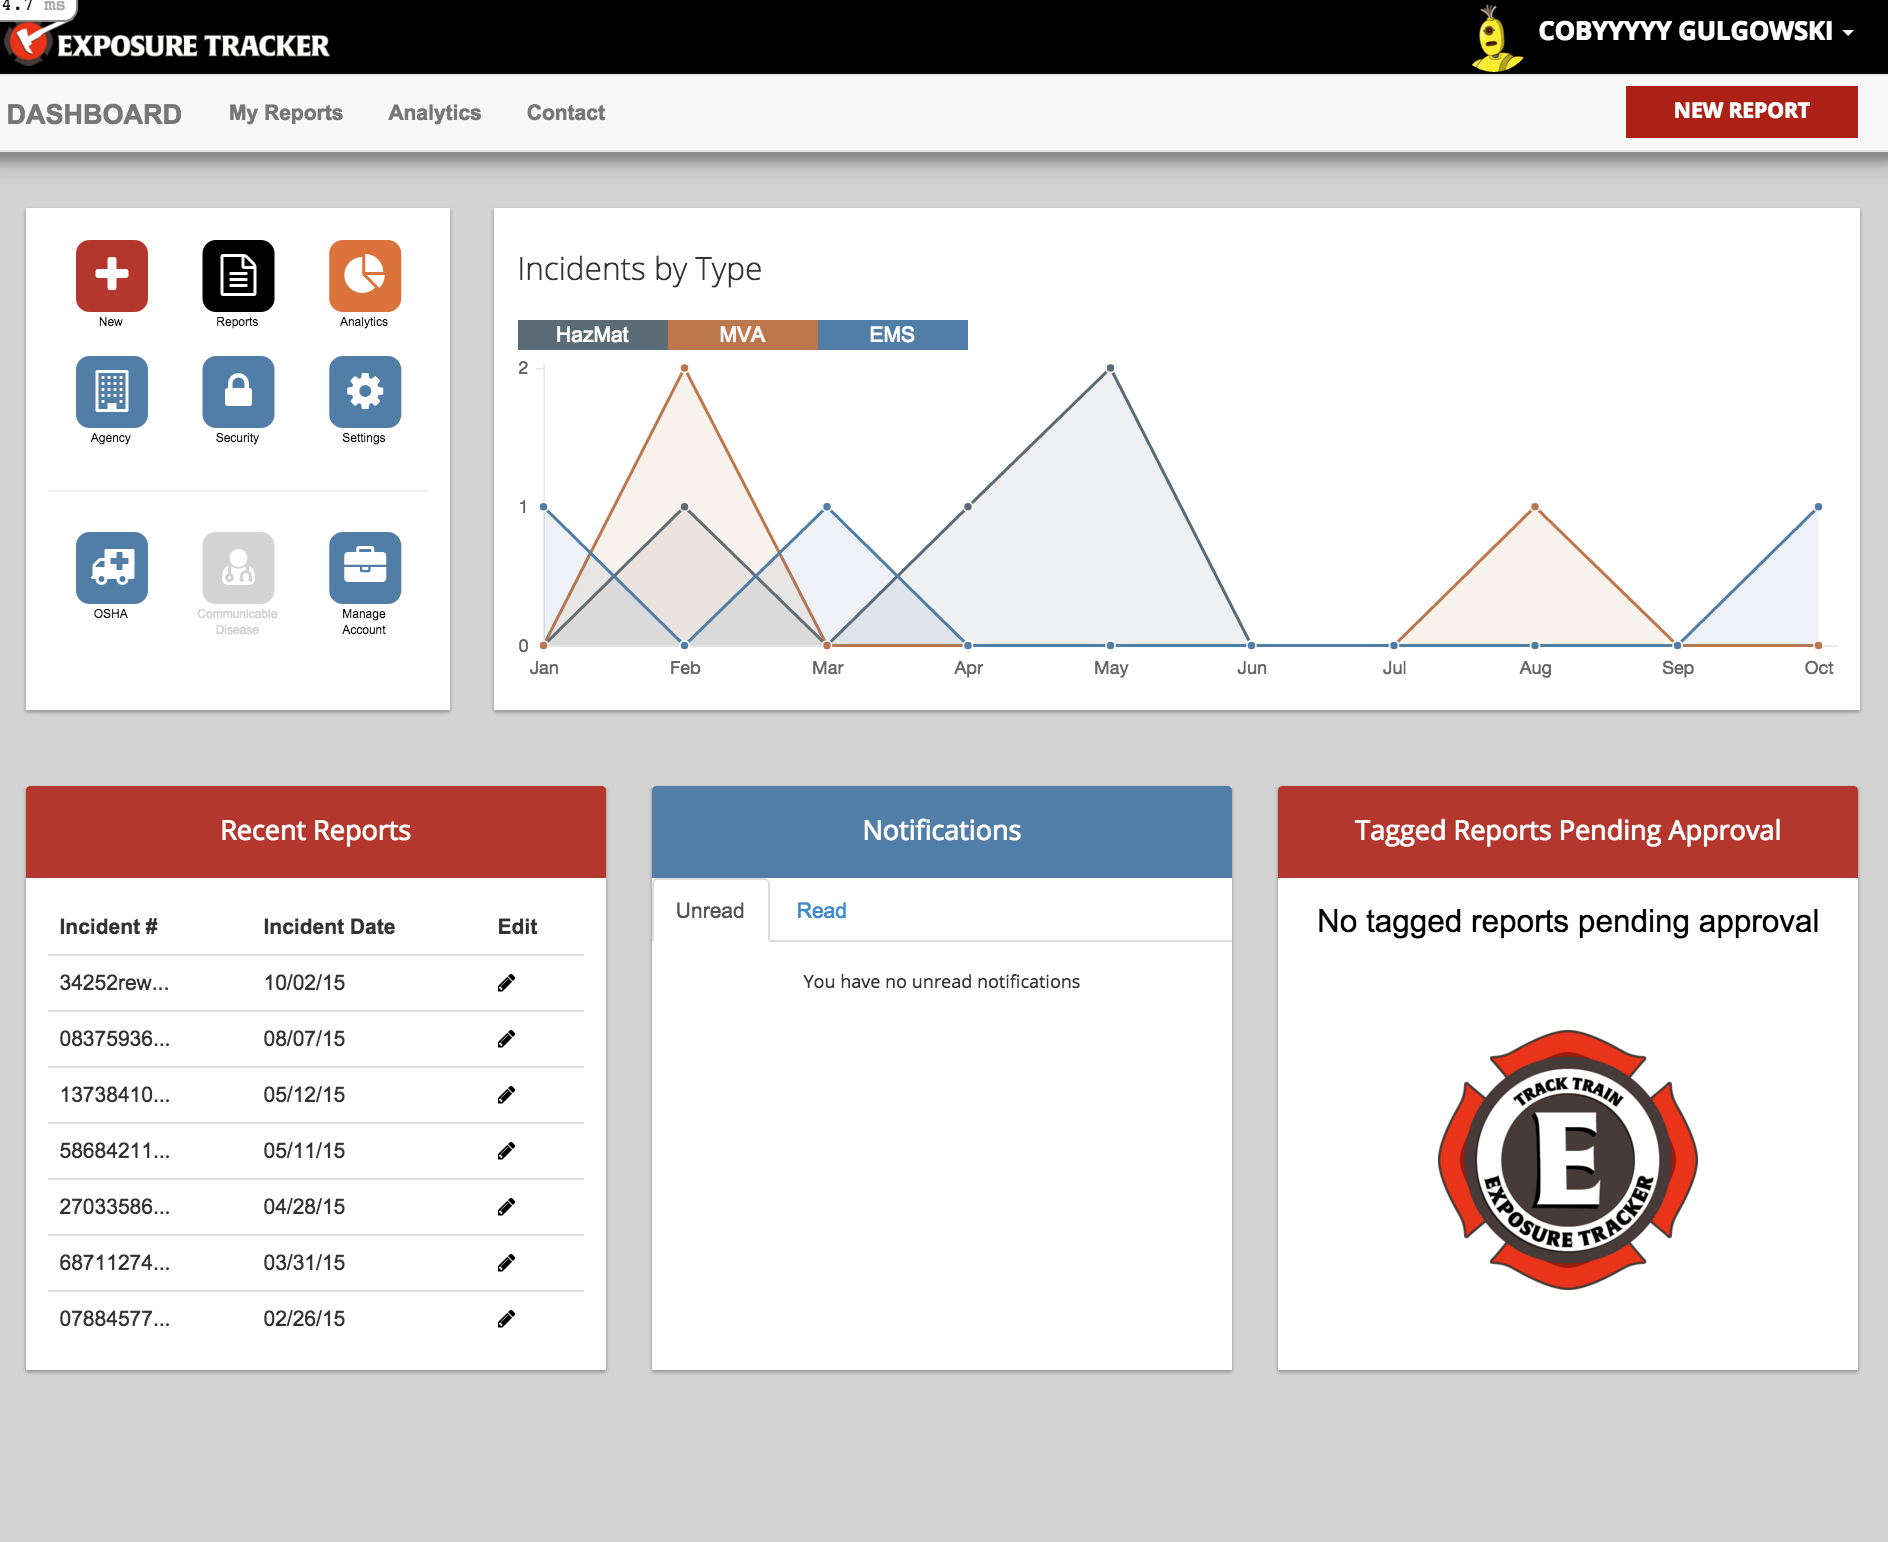 4.7 ms
EXPOSURE TRACKER
COBYYYYY GULGOWSKI
DASHBOARD My Reports Analytics Contact NEW REPORT
New Reports Analytics
Agency Security Settings
OSHA Communicable Disease Manage Account
Incidents by Type
HazMat MVA EMS
2
1
0
Jan Feb Mar Apr May Jun Jul Aug Sep Oct
Recent Reports
Incident # Incident Date Edit
34252rew... 10/02/15
08375936... 08/07/15
13738410... 05/12/15
58684211... 05/11/15
27033586... 04/28/15
68711274... 03/31/15
07884577... 02/26/15
Notifications
Unread Read
You have no unread notifications
Tagged Reports Pending Approval
No tagged reports pending approval
TRACK TRAIN
E
EXPOSURE TRACKER